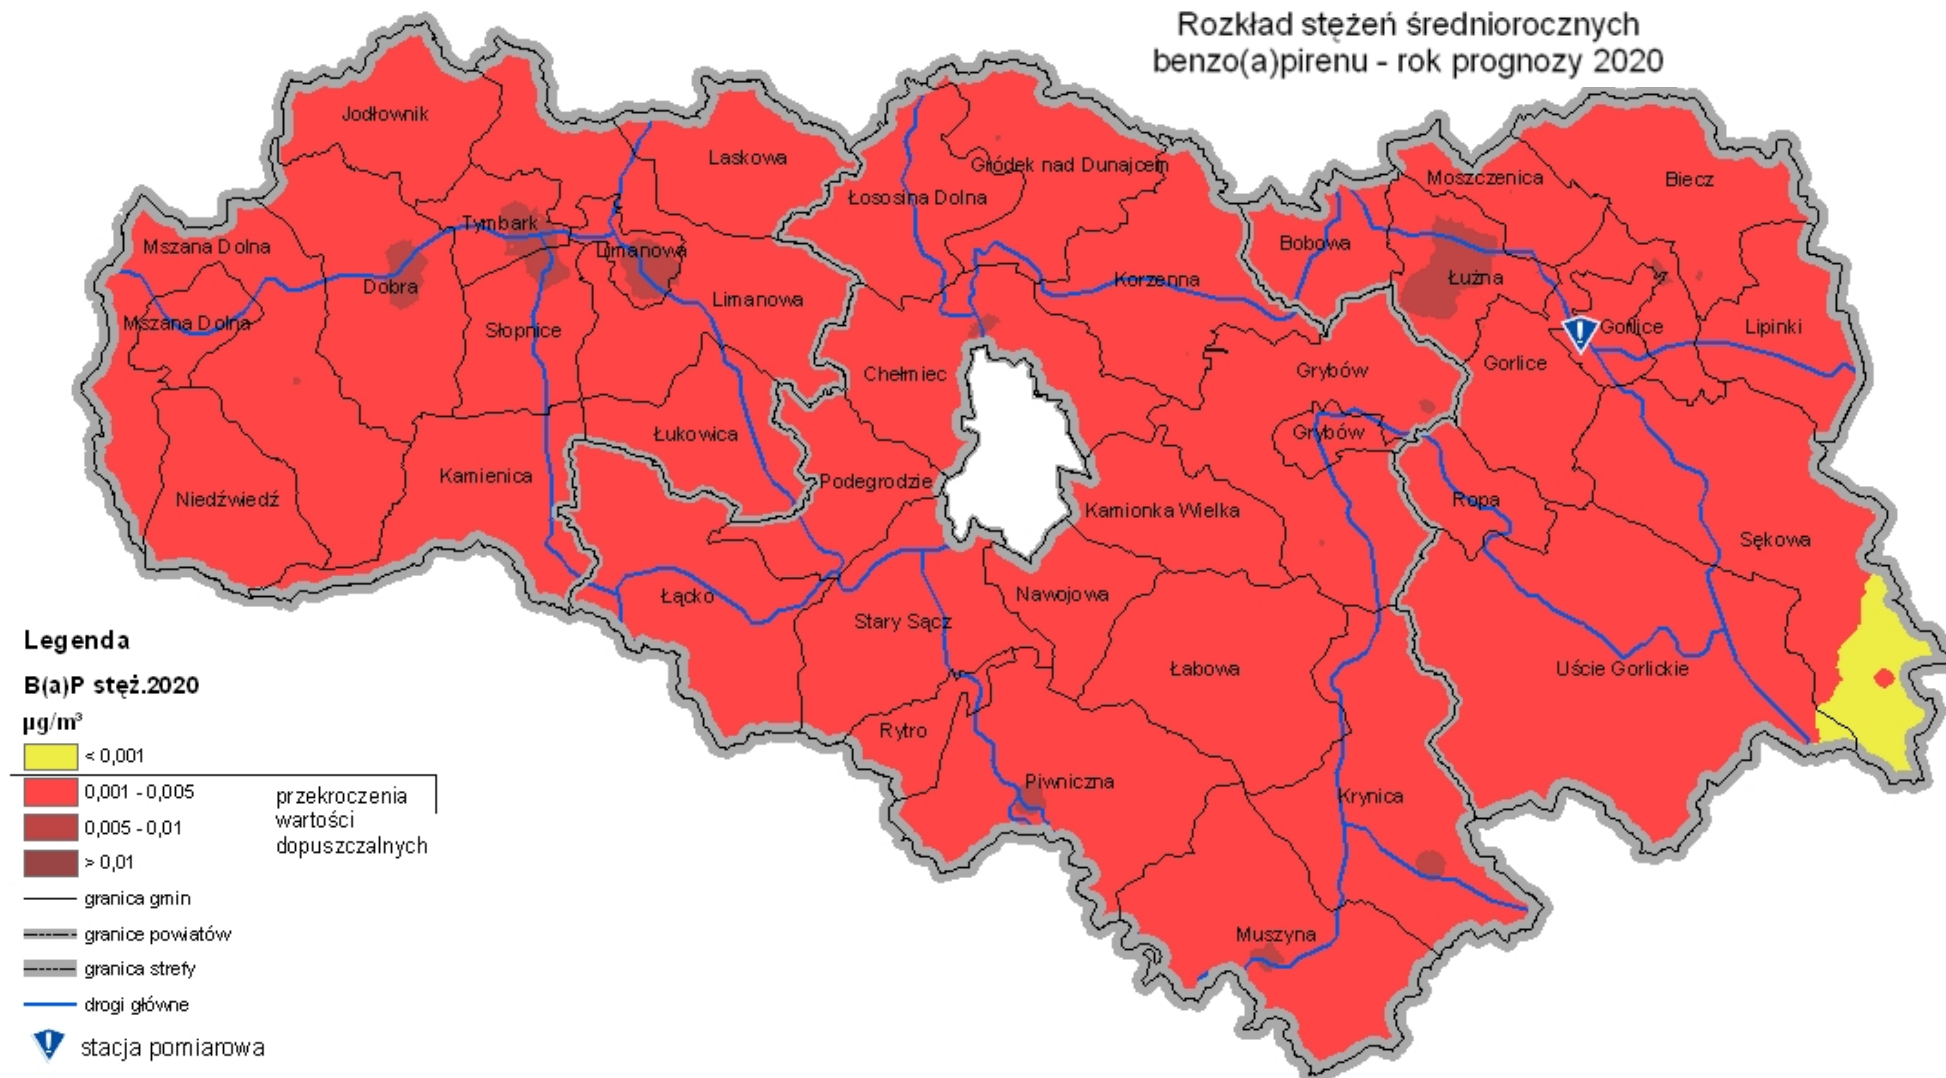 Rozkład stężeń średniorocznych
benzo(a)pirenu - rok prognozy 2020
Jodłownik
Laskowa
Gródek nad Dunajcem
Łososina Dolna
Moszczenica
Biecz
Tymbark
Mszana Dolna
Limanowa
Bobowa
Dobra
Korzenna
Łużna
Limanowa
Mszana Dolna
Słopnice
Gorlice
Lipinki
Chełmiec
Grybów
Gorlice
Łukowica
Grybów
Kamienica
Podegrodzie
Niedźwiedź
Ropa
Kamionka Wielka
Sękowa
Łącko
Nawojowa
Stary Sącz
Łabowa
Uście Gorlickie
Rytro
Piwniczna
Krynica
Muszyna
Legenda
B(a)P stęż.2020
µg/m³
< 0,001
0,001 - 0,005
0,005 - 0,01
> 0,01
przekroczenia
wartości
dopuszczalnych
granica gmin
granice powiatów
granica strefy
drogi główne
stacja pomiarowa